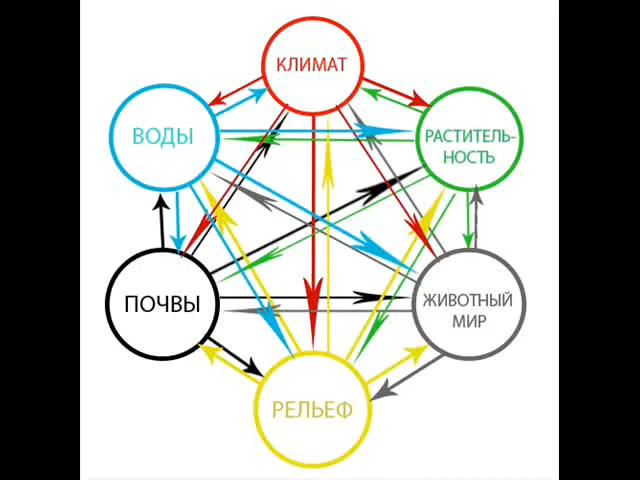 КЛИМАТ
ВОДЫ
РАСТИТЕЛЬ-
НОСТЬ
ПОЧВЫ
ЖИВОТНЫЙ
МИР
РЕЛЬЕФ